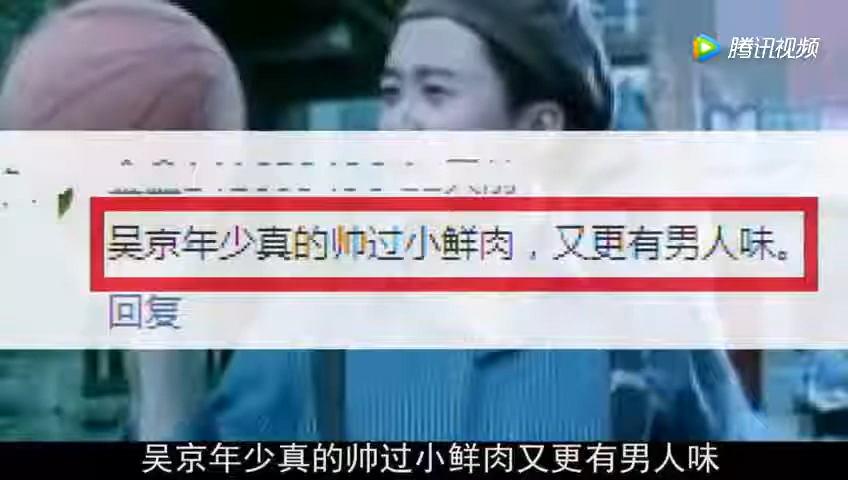 腾讯视频
吴京年少真的帅过小鲜肉，又更有男人味。
回复
吴京年少真的帅过小鲜肉又更有男人味